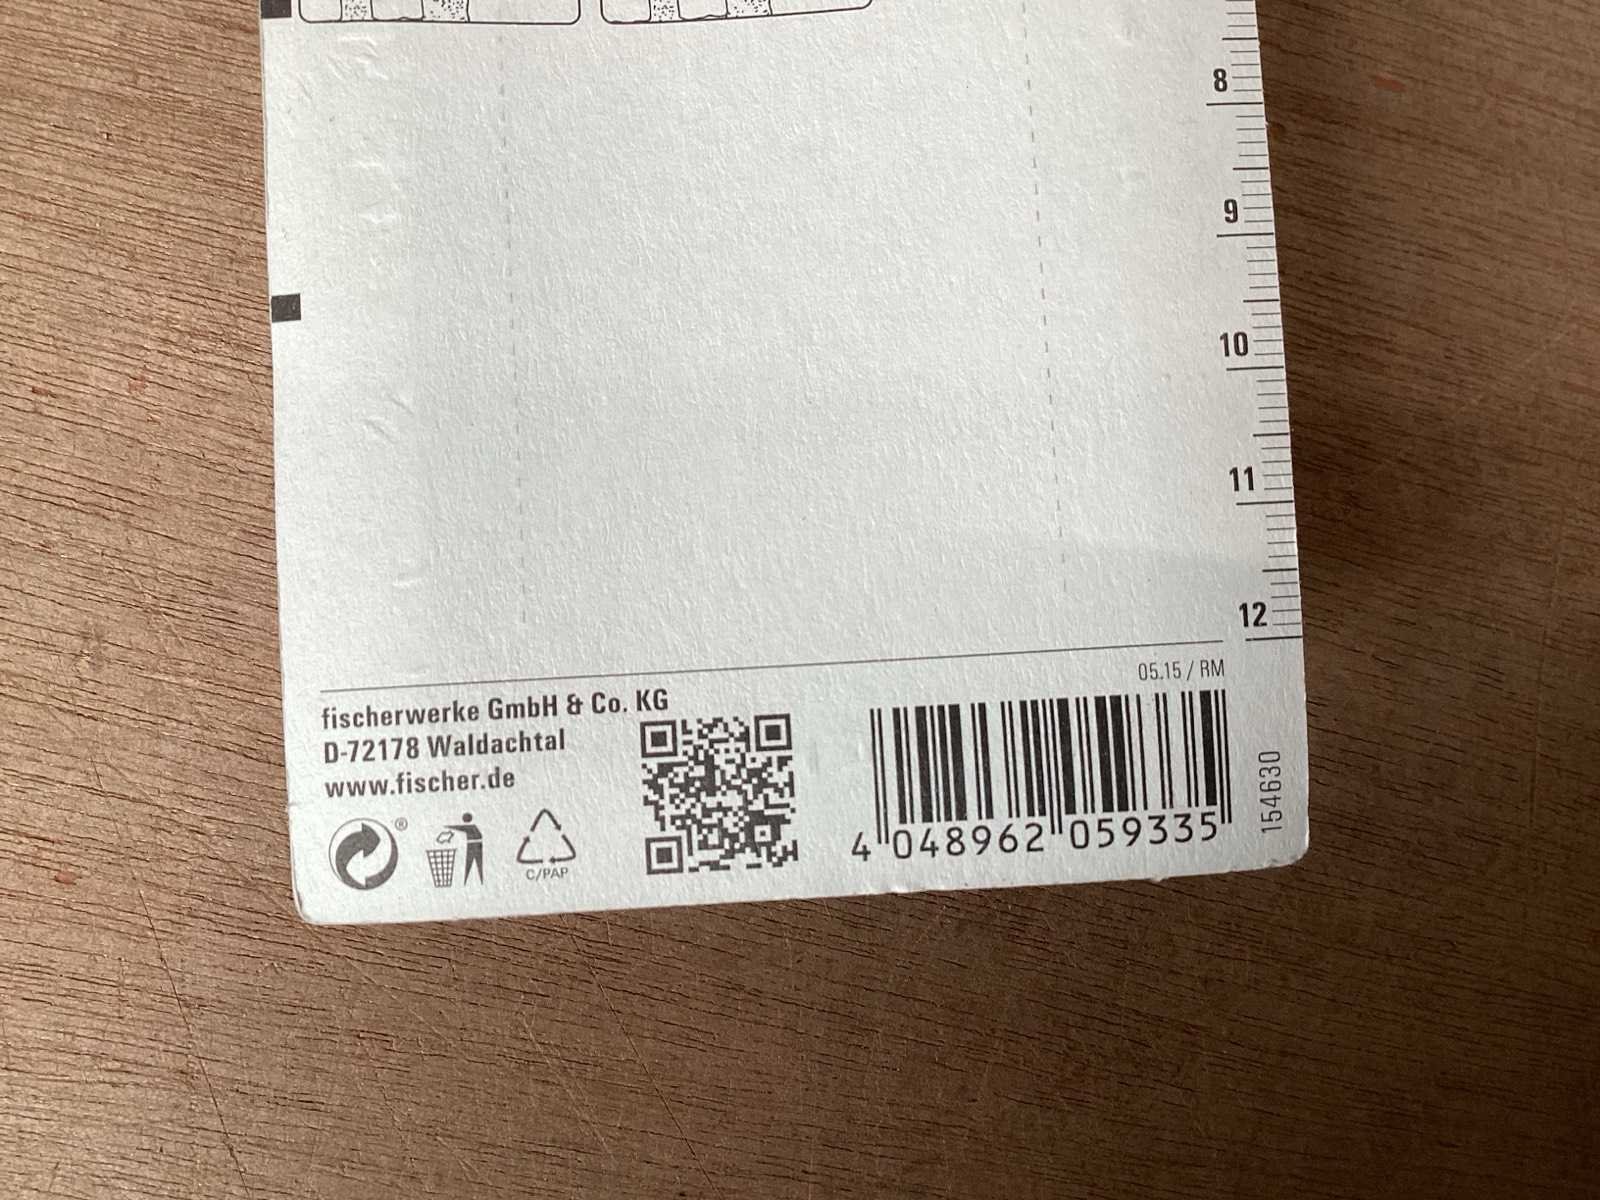 8
9
10
11
12
05.15 / RM
fischerwerke GmbH & Co. KG
D-72178 Waldachtal
www.fischer.de
®
C/PAP
4 048962 059335
154630